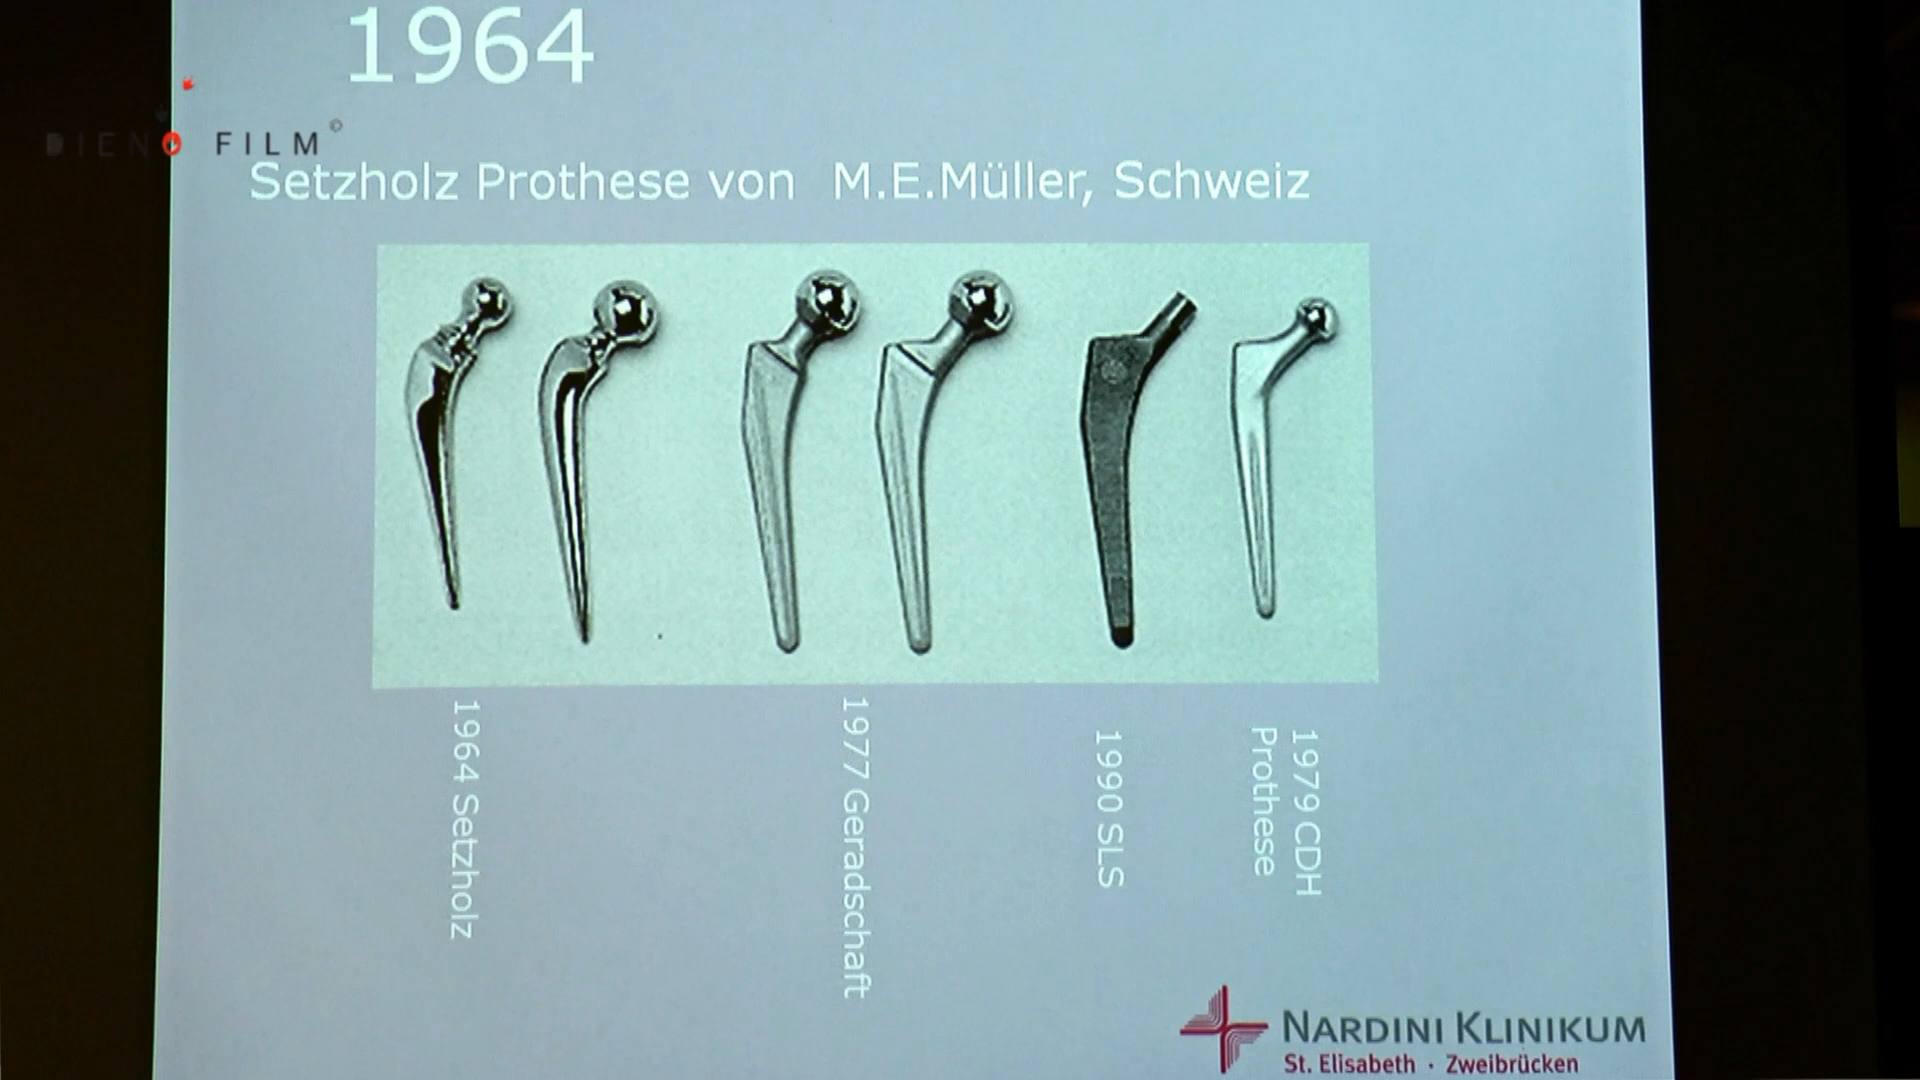 1964
DIENO FILM©
Setzholz Prothese von M.E.Müller, Schweiz
1964 Setzholz
1977 Geradschaft
1990 SLS
1979 CDH
Prothese
NARDINI KLINIKUM
St. Elisabeth · Zweibrücken